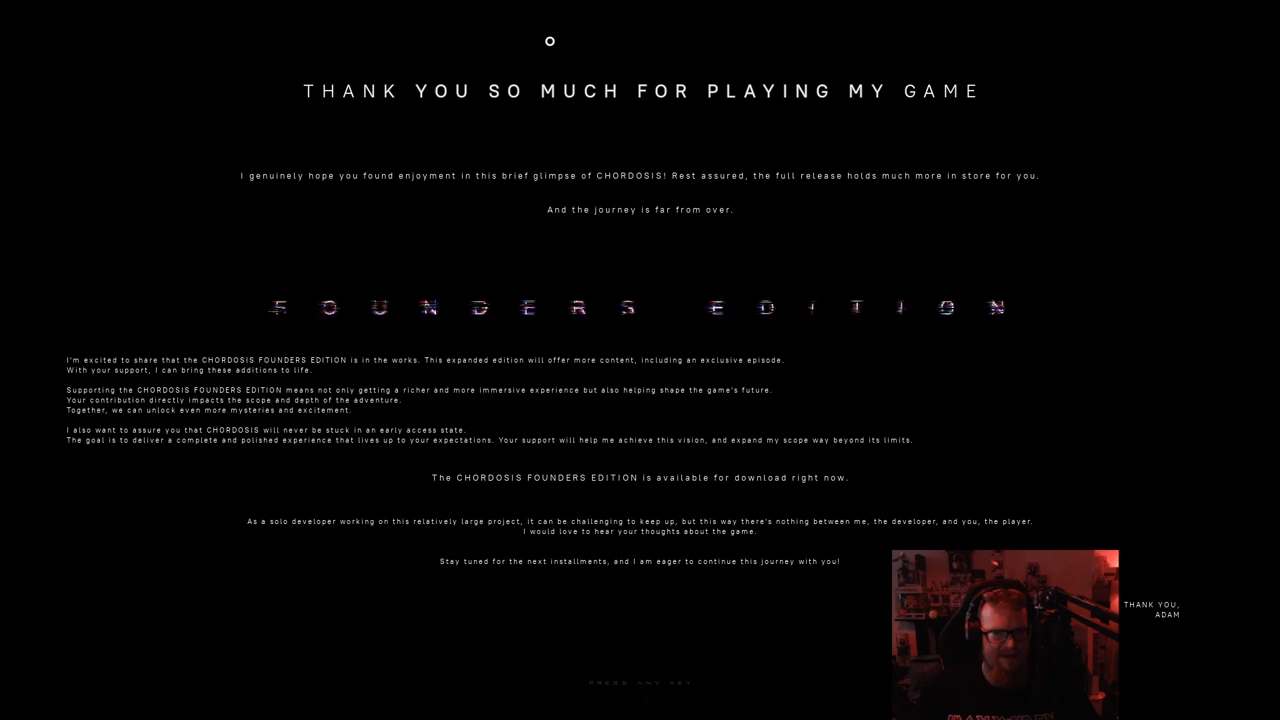 THANK YOU SO MUCH FOR PLAYING MY GAME
I genuinely hope you found enjoyment in this brief glimpse of CHORDOSIS! Rest assured, the full release holds much more in store for you.
And the journey is far from over.
FOUNDERS EDITION
I'm excited to share that the CHORDOSIS FOUNDERS EDITION is in the works. This expanded edition will offer more content, including an exclusive episode.
With your support, I can bring these additions to life.
Supporting the CHORDOSIS FOUNDERS EDITION means not only getting a richer and more immersive experience but also helping shape the game's future.
Your contribution directly impacts the scope and depth of the adventure.
Together, we can unlock even more mysteries and excitement.
I also want to assure you that CHORDOSIS will never be stuck in an early access state.
The goal is to deliver a complete and polished experience that lives up to your expectations. Your support will help me achieve this vision, and expand my scope way beyond its limits.
The CHORDOSIS FOUNDERS EDITION is available for download right now.
As a solo developer working on this relatively large project, it can be challenging to keep up, but this way there's nothing between me, the developer, and you, the player.
I would love to hear your thoughts about the game.
Stay tuned for the next installments, and I am eager to continue this journey with you!
THANK YOU,
ADAM
PRESS ANY KEY